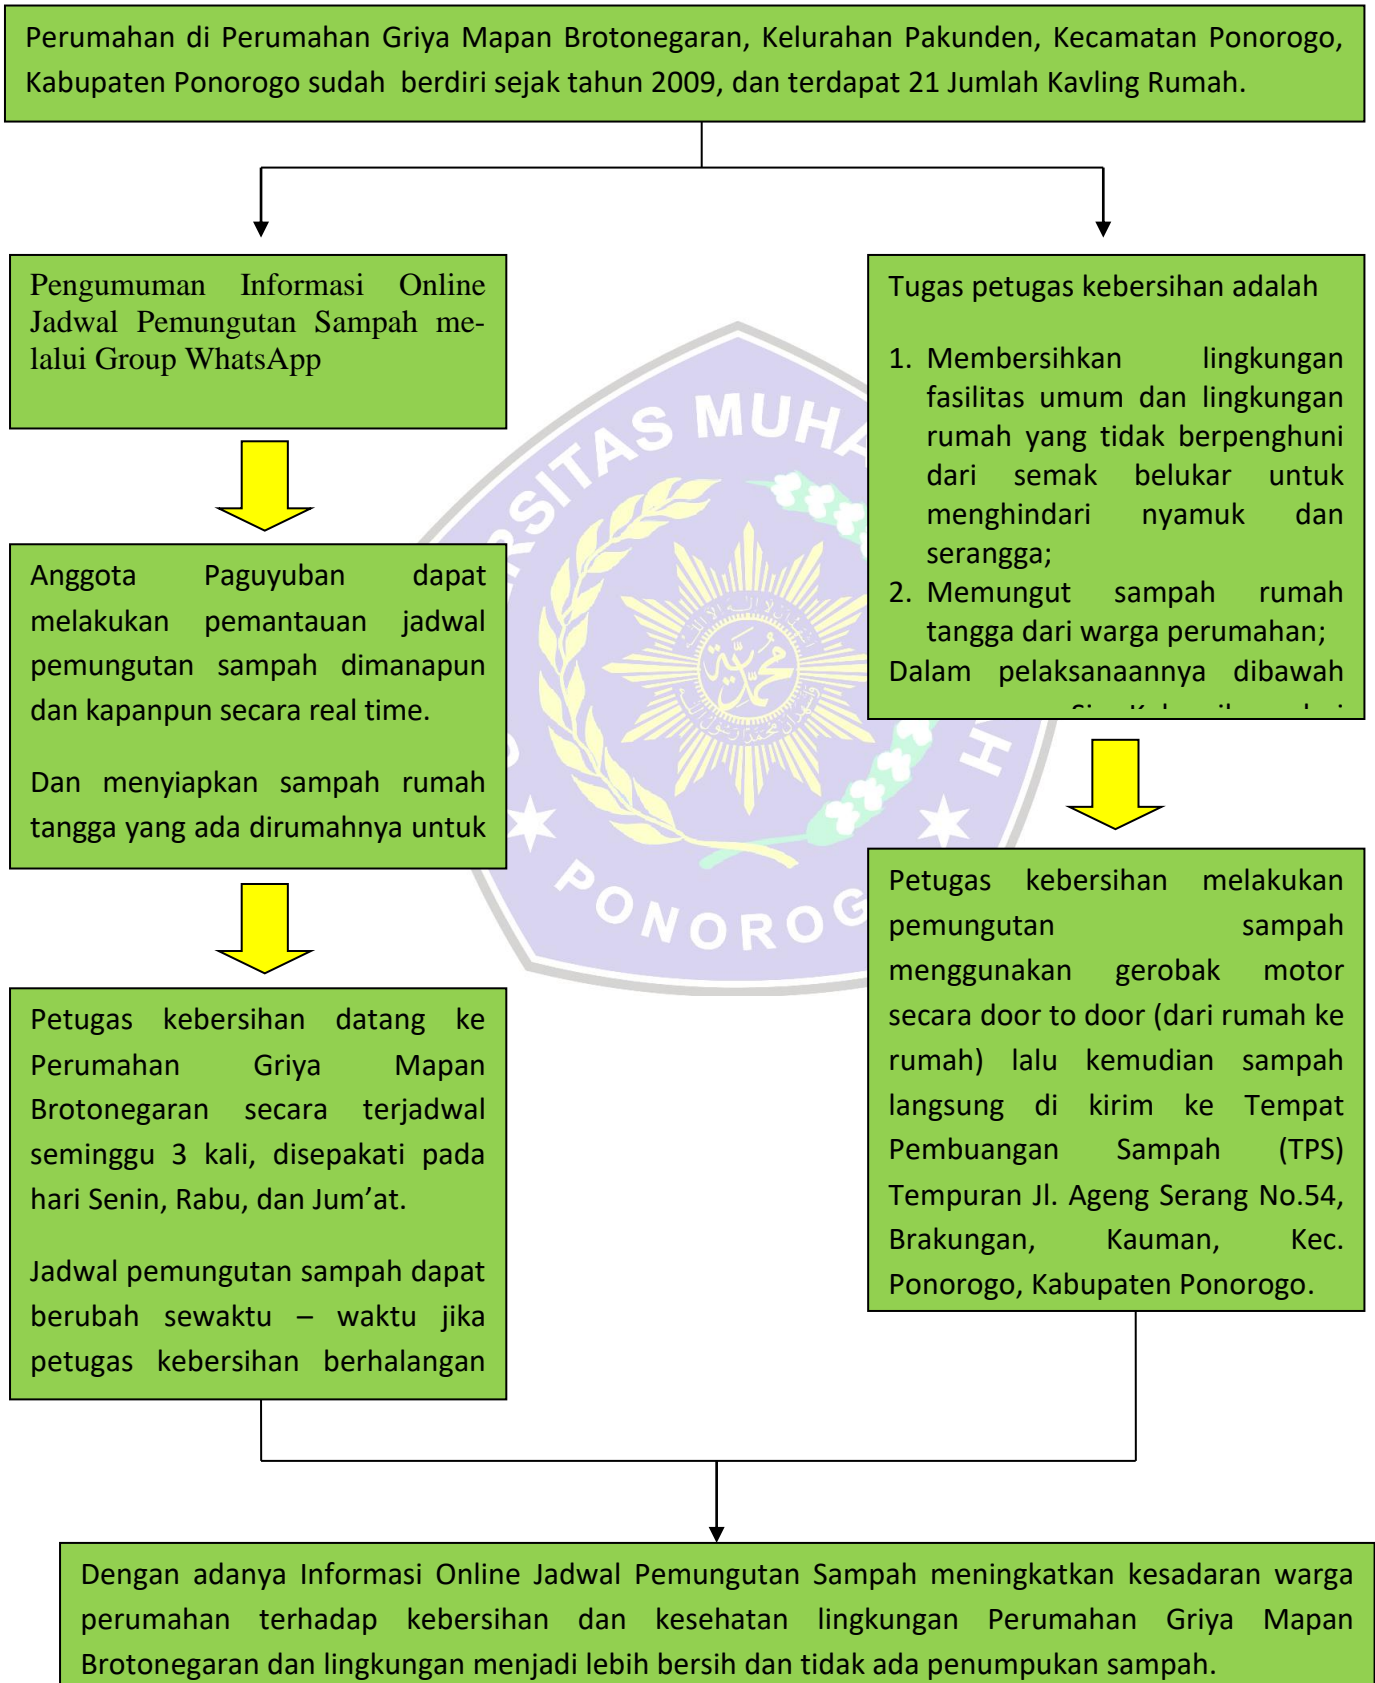 Perumahan di Perumahan Griya Mapan Brotonegaran, Kelurahan Pakunden, Kecamatan Ponorogo,
Kabupaten Ponorogo sudah berdiri sejak tahun 2009, dan terdapat 21 Jumlah Kavling Rumah.
Pengumuman Informasi Online
Jadwal Pemungutan Sampah me-
lalui Group WhatsApp
Anggota Paguyuban dapat
melakukan pemantauan jadwal
pemungutan sampah dimanapun
dan kapanpun secara real time.
Dan menyiapkan sampah rumah
tangga yang ada dirumahnya untuk
Petugas kebersihan datang ke
Perumahan Griya Mapan
Brotonegaran secara terjadwal
seminggu 3 kali, disepakati pada
hari Senin, Rabu, dan Jum’at.
Jadwal pemungutan sampah dapat
berubah sewaktu – waktu jika
petugas kebersihan berhalangan
Tugas petugas kebersihan adalah
1. Membersihkan lingkungan
fasilitas umum dan lingkungan
rumah yang tidak berpenghuni
dari semak belukar untuk
menghindari nyamuk dan
serangga;
2. Memungut sampah rumah
tangga dari warga perumahan;
Dalam pelaksanaannya dibawah
Petugas kebersihan melakukan
pemungutan sampah
menggunakan gerobak motor
secara door to door (dari rumah ke
rumah) lalu kemudian sampah
langsung di kirim ke Tempat
Pembuangan Sampah (TPS)
Tempuran Jl. Ageng Serang No.54,
Brakungan, Kauman, Kec.
Ponorogo, Kabupaten Ponorogo.
Dengan adanya Informasi Online Jadwal Pemungutan Sampah meningkatkan kesadaran warga
perumahan terhadap kebersihan dan kesehatan lingkungan Perumahan Griya Mapan
Brotonegaran dan lingkungan menjadi lebih bersih dan tidak ada penumpukan sampah.
ERSITAS MUHA
PONOROG